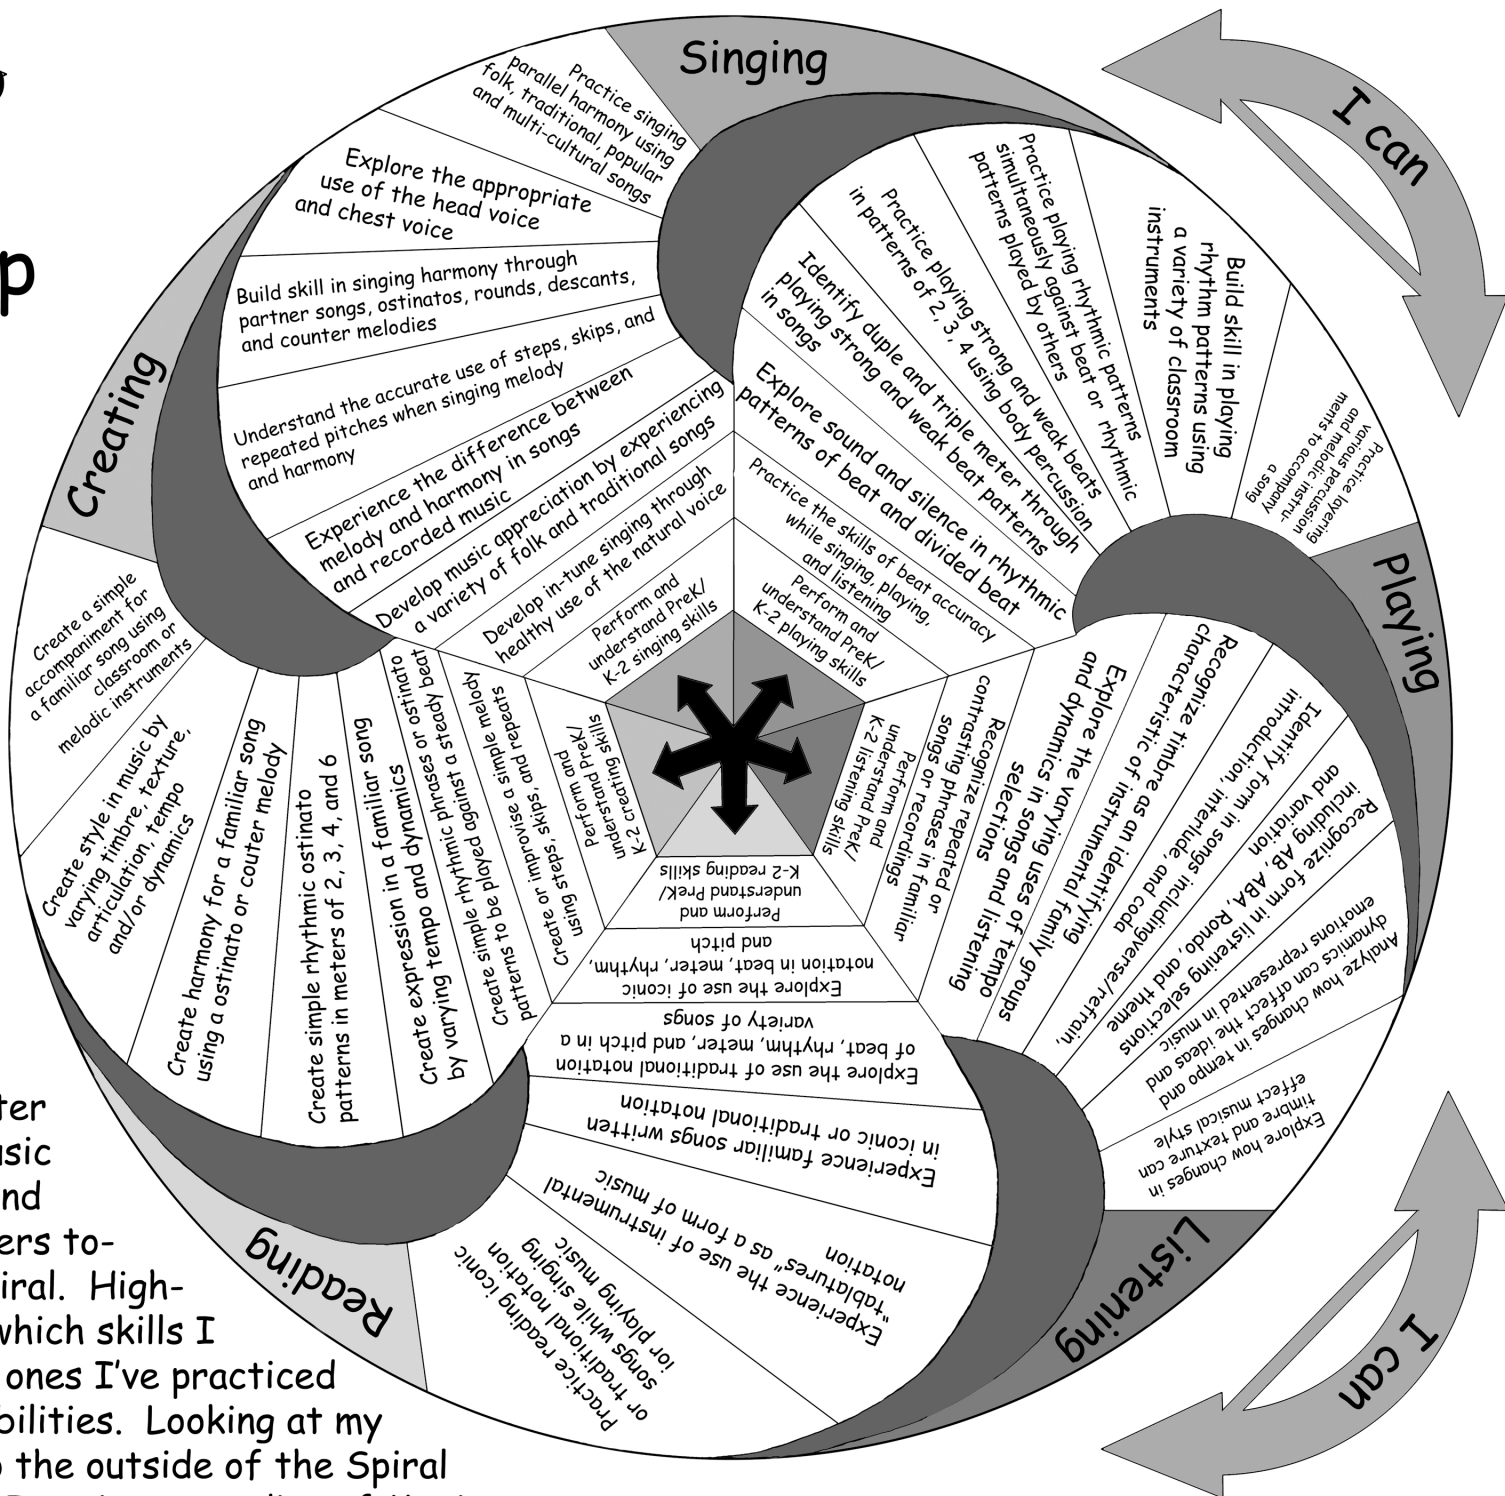 p
Singing
Perform and
understand PreK/
K-2 singing skills
Develop in-tune singing through
healthy use of the natural voice
Develop music appreciation by experiencing
a variety of folk and traditional songs
Experience the difference between
melody and harmony in songs
and recorded music
Understand the accurate use of steps, skips, and
repeated pitches when singing melody
and harmony
Build skill in singing harmony through
partner songs, ostinatos, rounds, descants,
and counter melodies
Explore the appropriate
use of the head voice
and chest voice
Practice singing
parallel harmony using
folk, traditional, popular
and multi-cultural songs
Playing
Perform and
understand PreK/
K-2 playing skills
Practice the skills of beat accuracy
while singing, playing,
and listening
Explore sound and silence in rhythmic
patterns of beat and divided beat
Identify duple and triple meter through
playing strong and weak beat patterns
in songs
Practice playing strong and weak beats
in patterns of 2, 3, 4 using body percussion
Practice playing rhythmic patterns
simultaneously against beat or rhythmic
patterns played by others
Build skill in playing
rhythm patterns using
a variety of classroom
instruments
Practice layering
various percussion
and melodic instru-
ments to accompany
a song
Listening
Perform and
understand PreK/
K-2 listening skills
Recognize repeated or
contrasting phrases in familiar
songs or recordings
Explore the varying uses of tempo
and dynamics in songs and listening
selections
Recognize timbre as an identifying
characteristic of instrumental family groups
Identify form in songs includingverse/refrain,
introduction, interlude, and coda
Recognize form in listening selections
including AB, ABA, Rondo, and theme
and variation
Analyze how changes in tempo and
dynamics can affect the ideas and
emotions represented in music
Explore how changes in
timbre and texture can
effect musical style
Reading
Perform and
understand PreK/
K-2 reading skills
Explore the use of iconic
notation in beat, meter, rhythm,
and pitch
Explore the use of traditional notation
of beat, rhythm, meter, and pitch in a
variety of songs
Experience familiar songs written
in iconic or traditional notation
Experience the use of instrumental
"tablatures" as a form of music
notation
Practice reading iconic
or traditional notation
songs while singing
ior playing music
Creating
Perform and
understand PreK/
K-2 creating skills
Create or improvise a simple melody
using steps, skips, and repeats
Create simple rhythmic phrases or ostinato
patterns to be played against a steady beat
Create expression in a familiar song
by varying tempo and dynamics
Create simple rhythmic ostinato
patterns in meters of 2, 3, 4, and 6
Create harmony for a familiar song
using a ostinato or couter melody
Create style in music by
varying timbre, texture,
articulation, tempo
and/or dynamics
Create a simple
accompaniment for
a familiar song using
classroom or
melodic instruments
I can
I can
ter
usic
nd
ers to-
iral. High-
which skills I
ones I've practiced
bilities. Looking at my
the outside of the Spiral